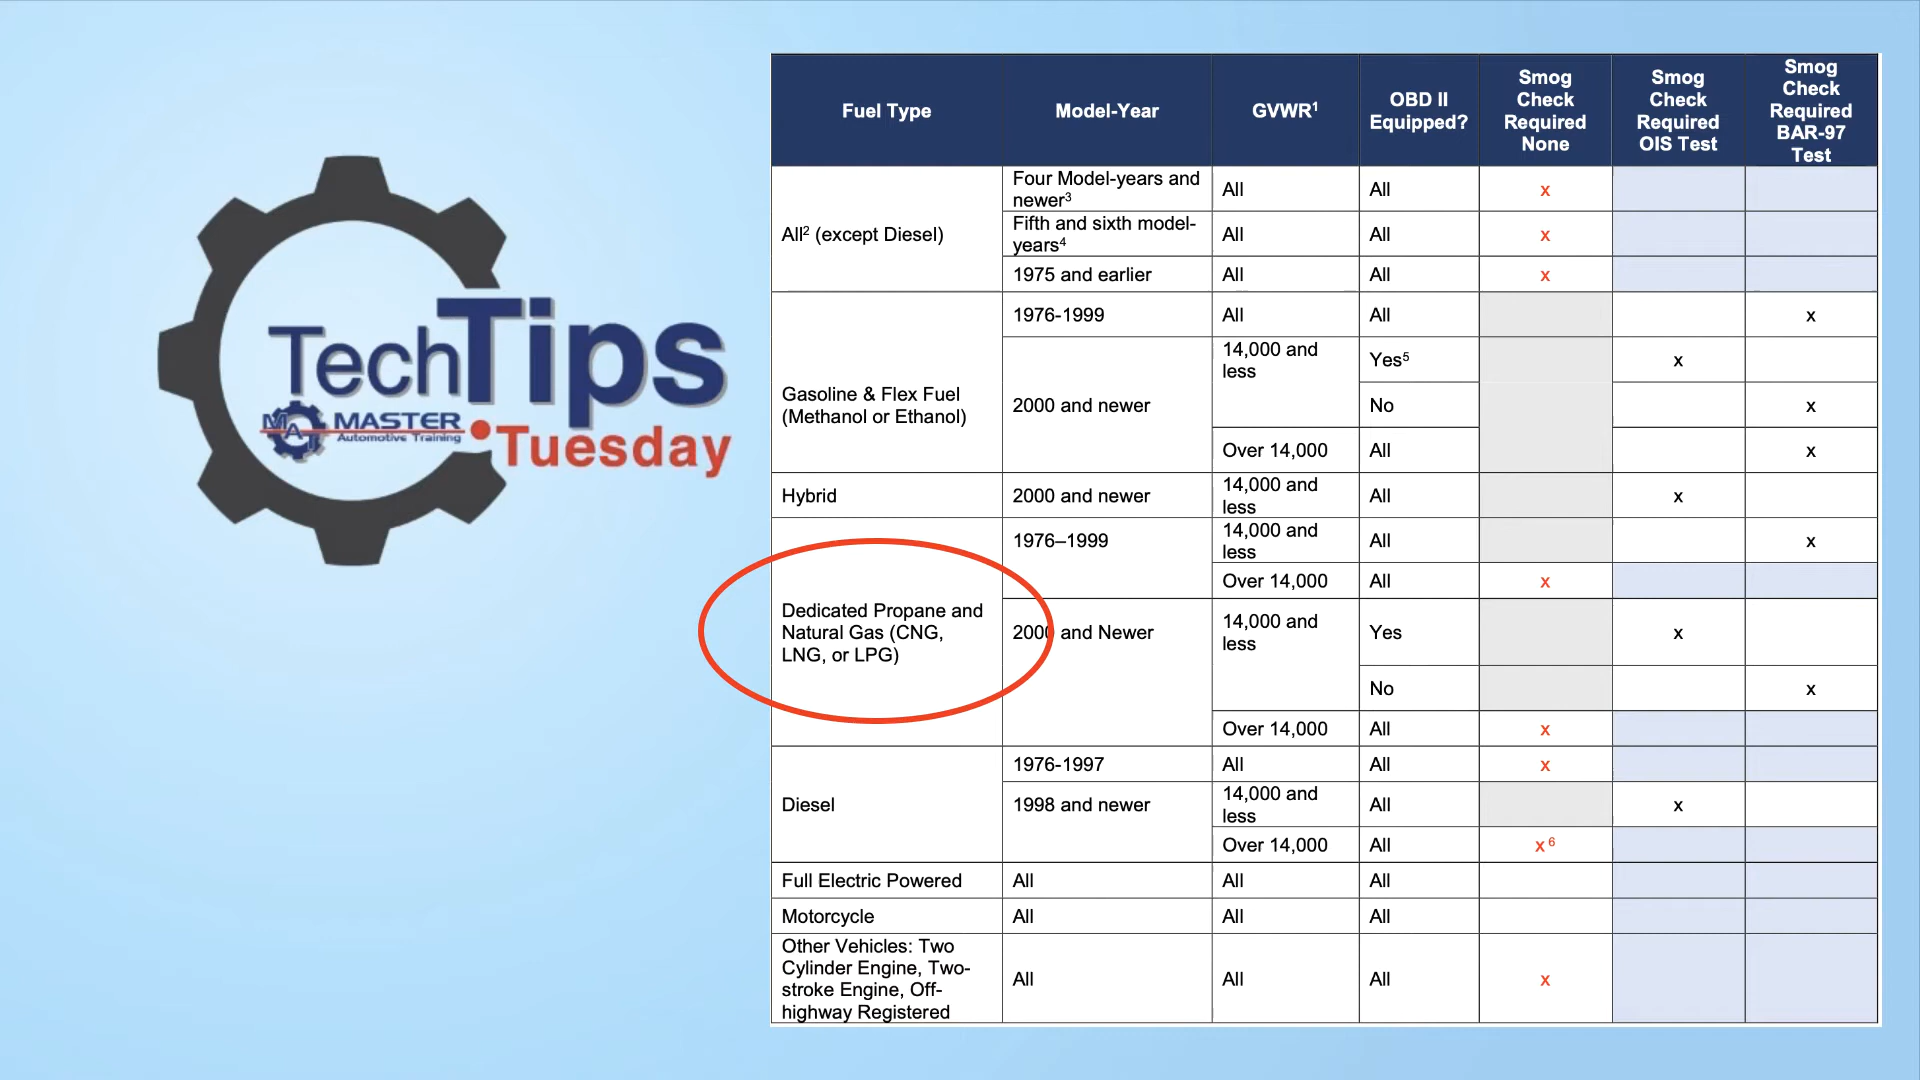 TechTips
MAT MASTER
Automotive Training
Tuesday
Fuel Type
Model-Year
GVWR¹
OBD II
Equipped?
Smog
Check
Required
None
Smog
Check
Required
OIS Test
Smog
Check
Required
BAR-97
Test
All² (except Diesel)
Four Model-years and
newer³
All
All
x
Fifth and sixth model-
years⁴
All
All
x
1975 and earlier
All
All
x
Gasoline & Flex Fuel
(Methanol or Ethanol)
1976-1999
All
All
x
2000 and newer
14,000 and
less
Yes⁵
x
No
x
Over 14,000
All
x
Hybrid
2000 and newer
14,000 and
less
All
x
Dedicated Propane and
Natural Gas (CNG,
LNG, or LPG)
1976–1999
14,000 and
less
All
x
Over 14,000
All
x
2000 and Newer
14,000 and
less
Yes
x
No
x
Over 14,000
All
x
Diesel
1976-1997
All
All
x
1998 and newer
14,000 and
less
All
x
Over 14,000
All
x ⁶
Full Electric Powered
All
All
All
Motorcycle
All
All
All
Other Vehicles: Two
Cylinder Engine, Two-
stroke Engine, Off-
highway Registered
All
All
All
x